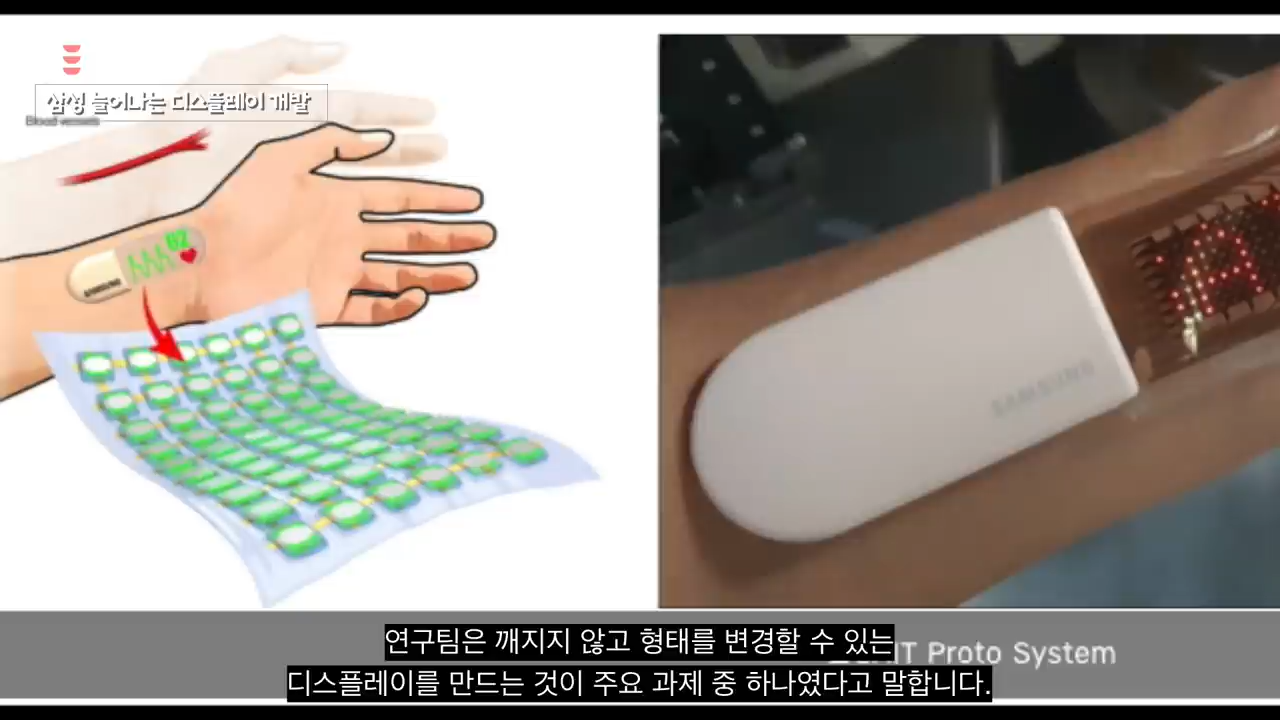 삼성 늘어나는 디스플레이 개발
Blood vessels
82
SAMSUNG
SAMSUNG
Proto System
연구팀은 깨지지 않고 형태를 변경할 수 있는
디스플레이를 만드는 것이 주요 과제 중 하나였다고 말합니다.